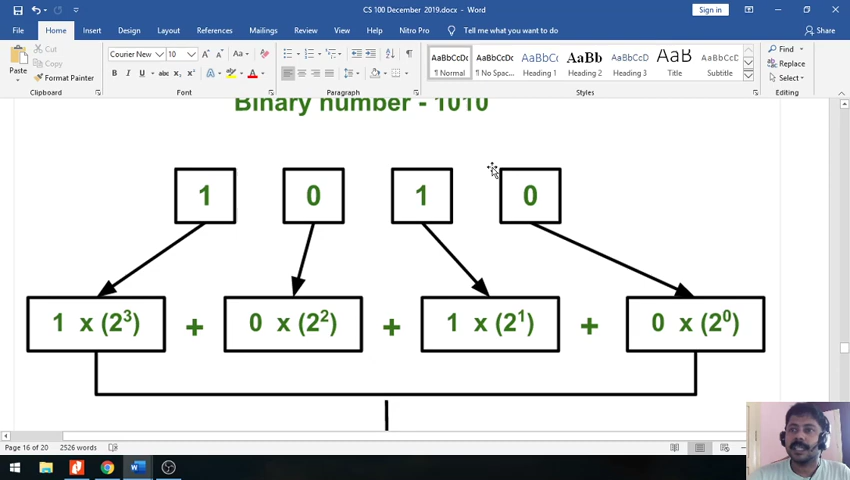 CS 100 December 2019.docx - Word
Sign in
File Home Insert Design Layout References Mailings Review View Help Nitro Pro Tell me what you want to do Share
Cut
Copy
Format Painter
Paste
Clipboard
Courier New 10
Font
Paragraph
AaBbCcDc AaBbCcDc AaBbCc AaBb AaBbCc AaB AaBbCcD
¶ Normal ¶ No Spac... Heading 1 Heading 2 Heading 3 Title Subtitle
Styles
Find
Replace
Select
Editing
Binary number - 1010
1 0 1 0
1 x (2³) + 0 x (2²) + 1 x (2¹) + 0 x (2⁰)
Page 16 of 20 2526 words